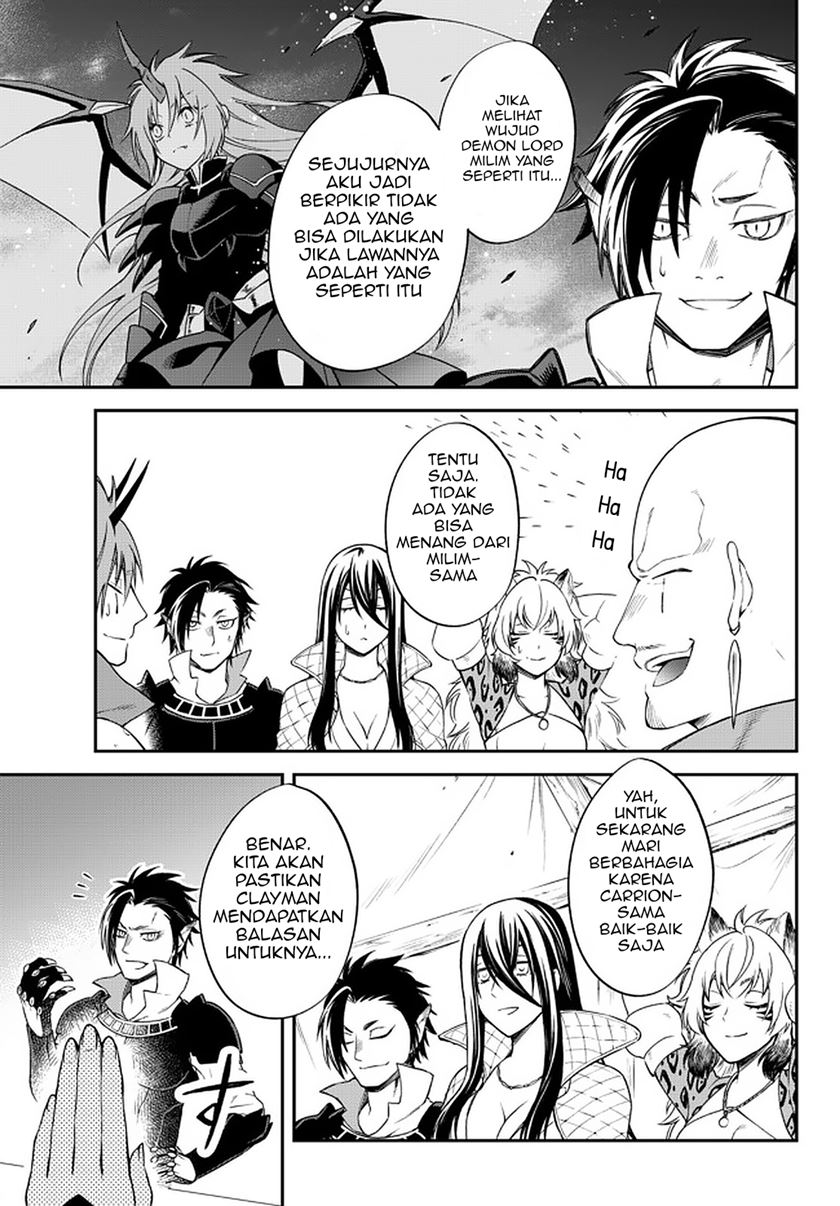 JIKA
MELIHAT
WUJUD
DEMON LORD
MILIM YANG
SEPERTI ITU...
SEJUJURNYA
AKU JADI
BERPIKIR TIDAK
ADA YANG
BISA DILAKUKAN
JIKA LAWANNYA
ADALAH YANG
SEPERTI ITU
Ha
Ha
Ha
TENTU
SAJA.
TIDAK
ADA YANG
BISA
MENANG DARI
MILIM-
SAMA
YAH,
UNTUK
SEKARANG
MARI
BERBAHAGIA
KARENA
CARRION-
SAMA
BAIK-BAIK
SAJA
BENAR.
KITA AKAN
PASTIKAN
CLAYMAN
MENDAPATKAN
BALASAN
UNTUKNYA...
す